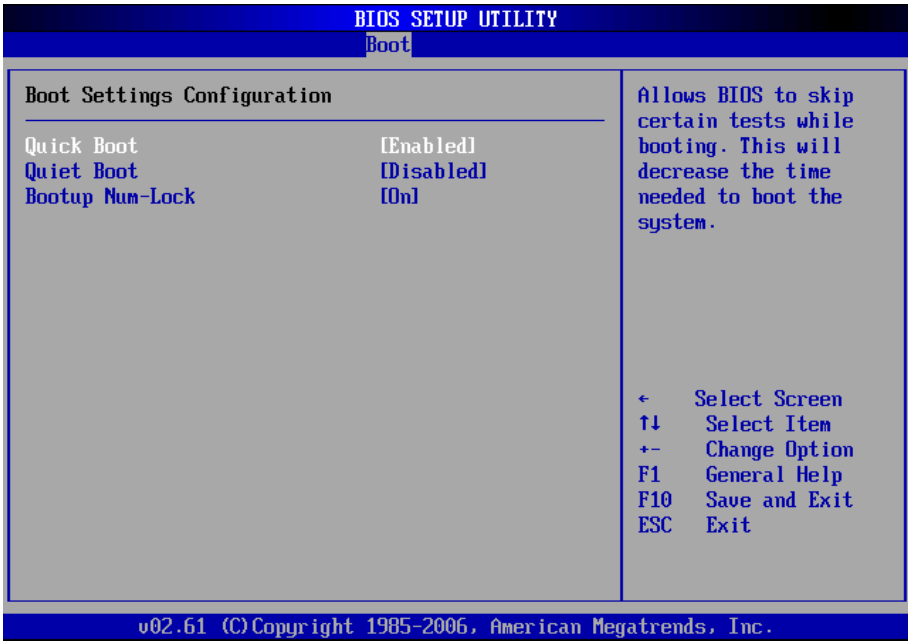 BIOS SETUP UTILITY
Boot
Boot Settings Configuration
Quick Boot [Enabled]
Quiet Boot [Disabled]
Bootup Num-Lock [On]
Allows BIOS to skip
certain tests while
booting. This will
decrease the time
needed to boot the
system.
← Select Screen
↑↓ Select Item
+- Change Option
F1 General Help
F10 Save and Exit
ESC Exit
v02.61 (C)Copyright 1985-2006, American Megatrends, Inc.